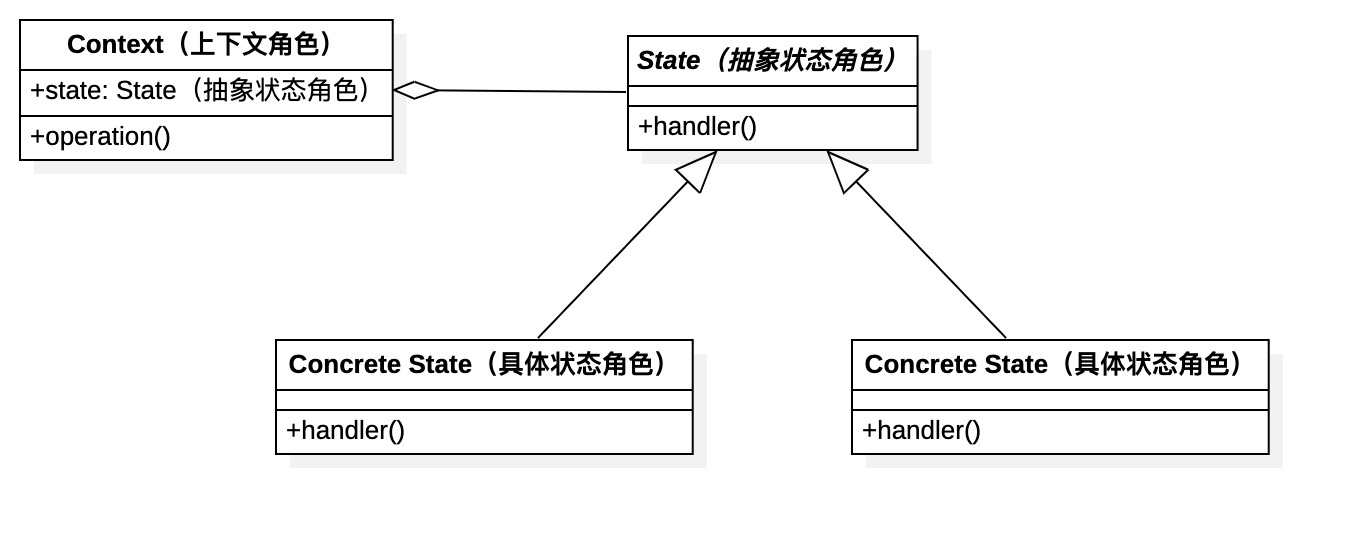 Context（上下文角色）
+state: State（抽象状态角色）
+operation()
State（抽象状态角色）
+handler()
Concrete State（具体状态角色）
+handler()
Concrete State（具体状态角色）
+handler()